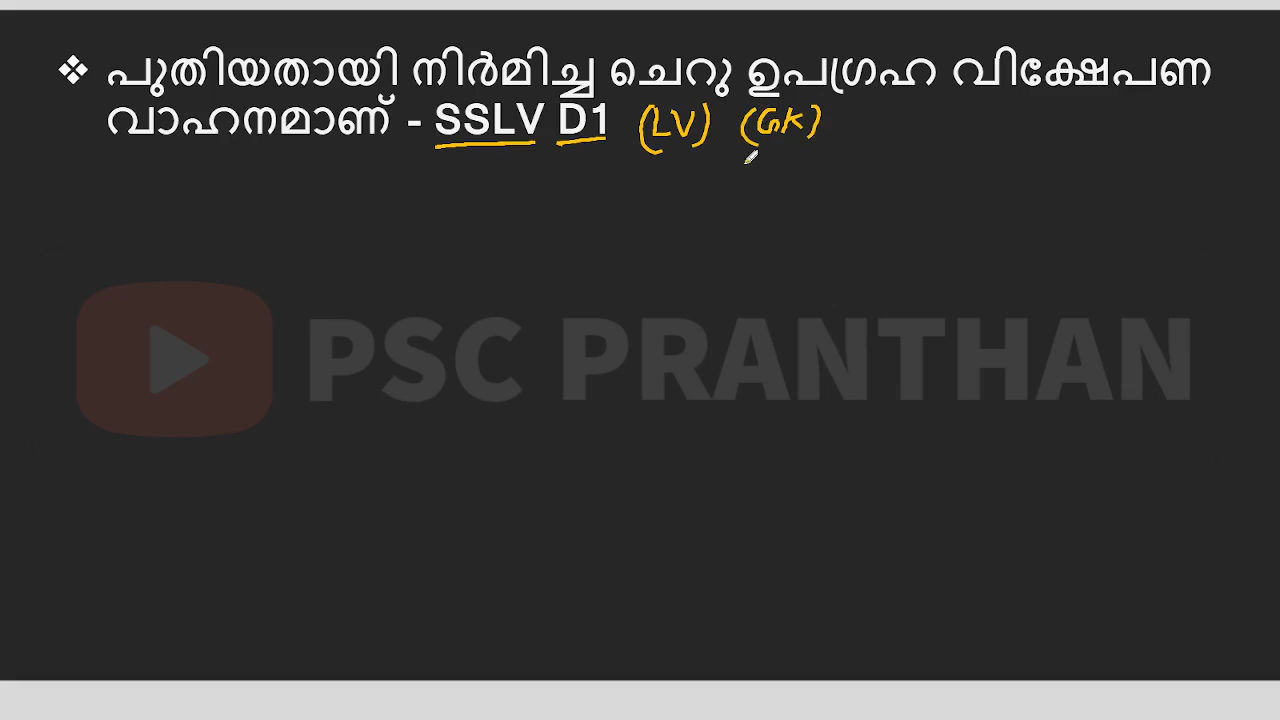 ❖ പുതിയതായി നിർമിച്ച ചെറു ഉപഗ്രഹ വിക്ഷേപണ
വാഹനമാണ് - SSLV D1 (LV) (GK)
PSC PRANTHAN